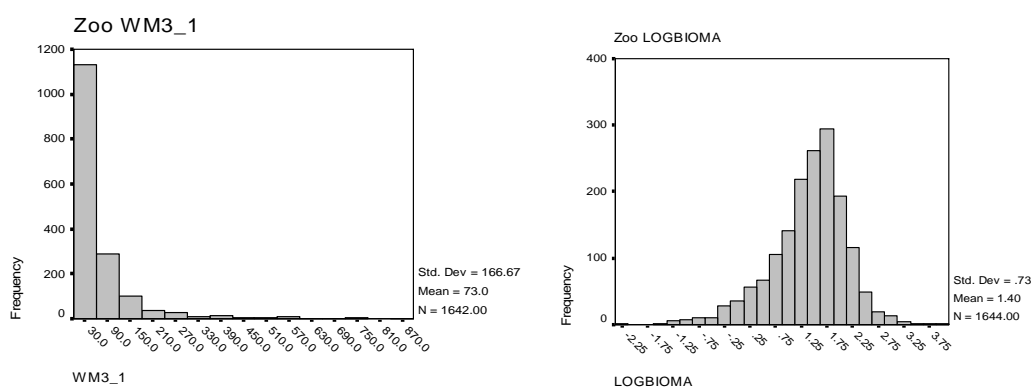 Zoo WM3_1
1200
1000
800
600
400
200
0
Frequency
30.0 90.0 150.0 210.0 270.0 330.0 390.0 450.0 510.0 570.0 630.0 690.0 750.0 810.0 870.0
WM3_1
Std. Dev = 166.67
Mean = 73.0
N = 1642.00
Zoo LOGBIOMA
400
300
200
100
0
Frequency
-2.25 -1.75 -1.25 -.75 -.25 .25 .75 1.25 1.75 2.25 2.75 3.25 3.75
LOGBIOMA
Std. Dev = .73
Mean = 1.40
N = 1644.00